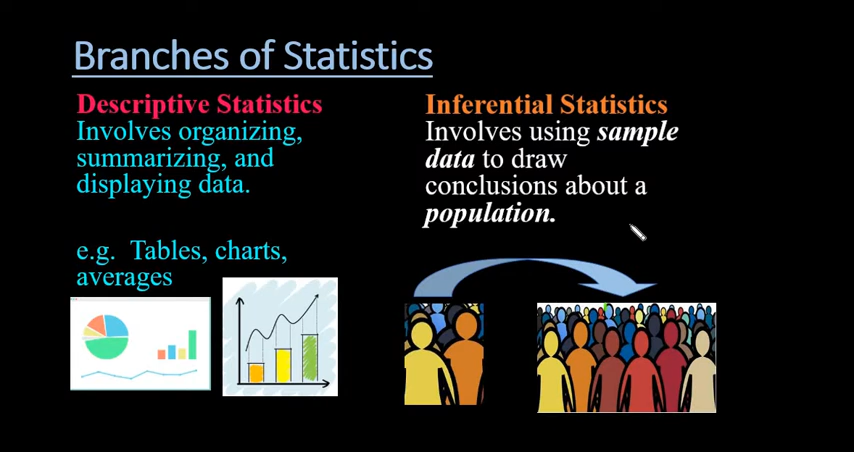 Branches of Statistics
Descriptive Statistics
Involves organizing,
summarizing, and
displaying data.
e.g. Tables, charts,
averages
Inferential Statistics
Involves using sample
data to draw
conclusions about a
population.